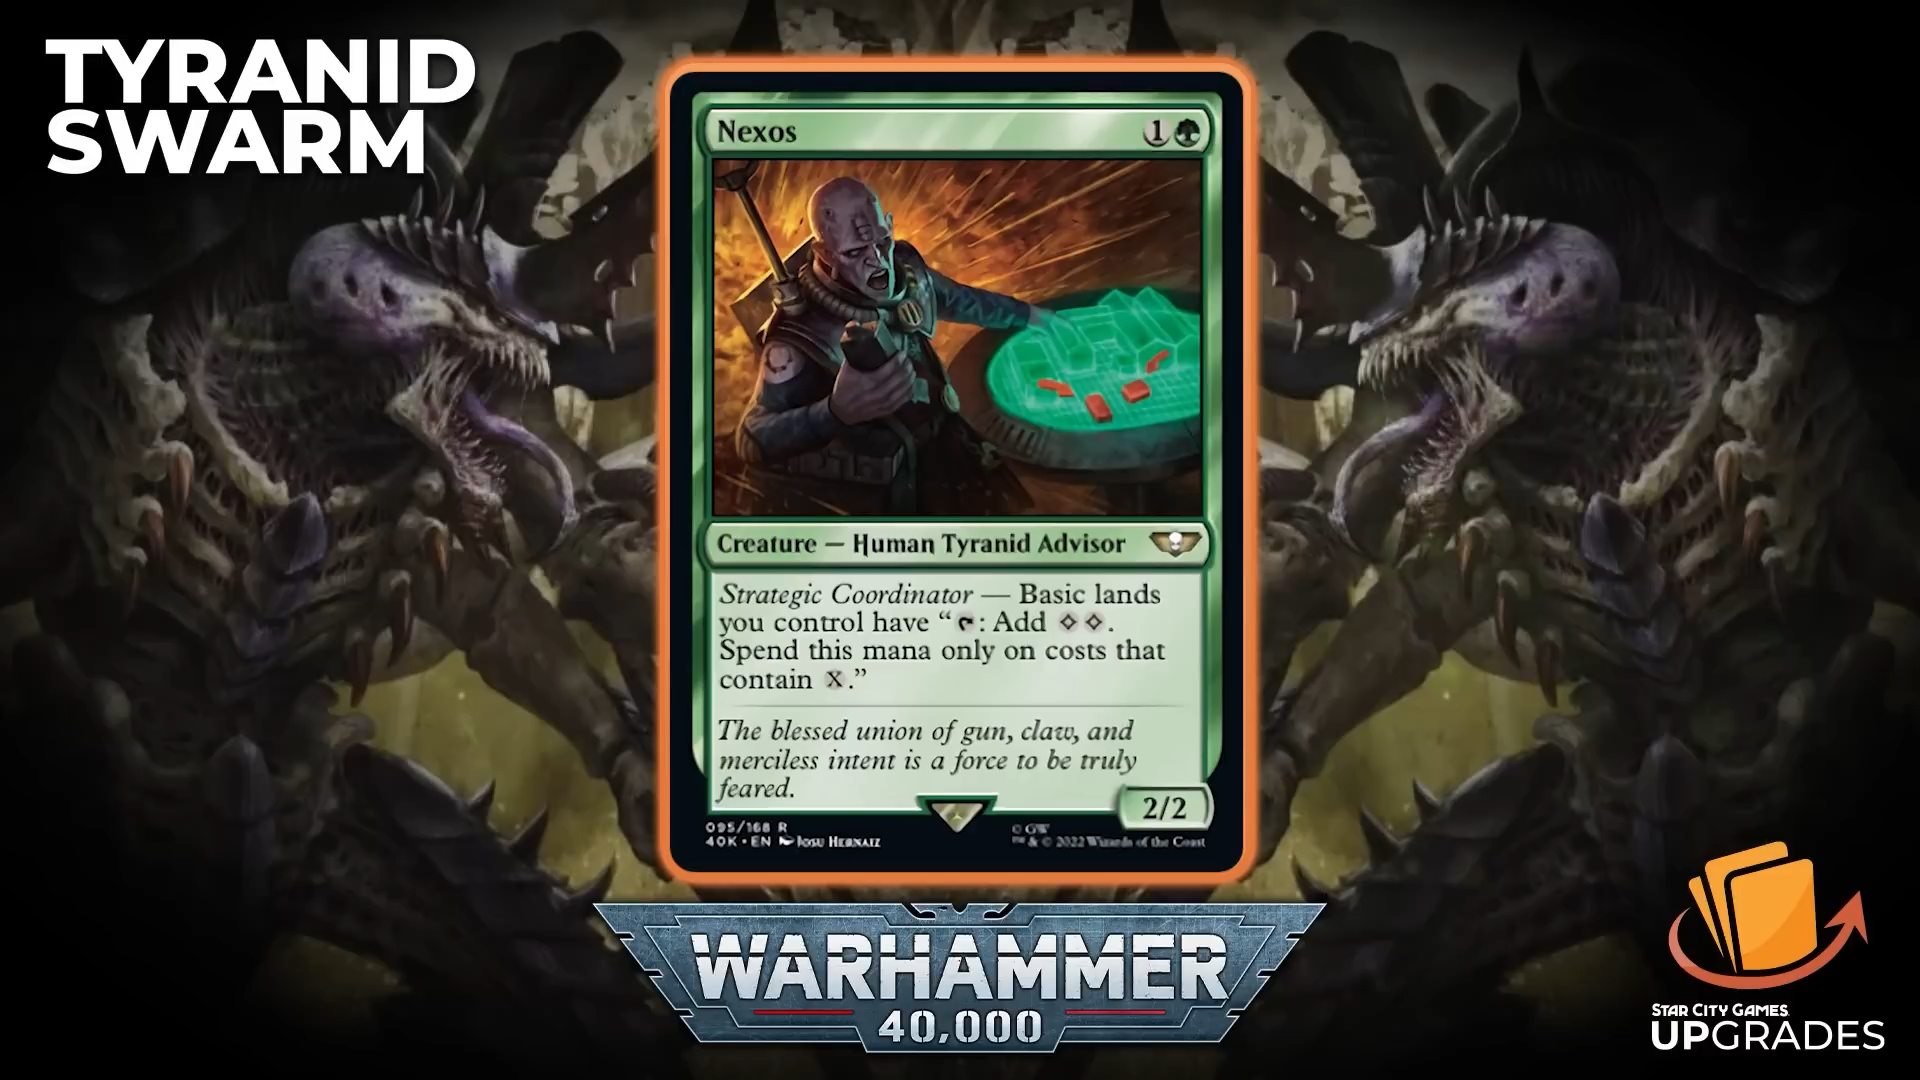 TYRANID
SWARM
Nexos
1
Creature — Human Tyranid Advisor
Strategic Coordinator — Basic lands
you control have “ : Add .
Spend this mana only on costs that
contain X.”
The blessed union of gun, claw, and
merciless intent is a force to be truly
feared.
2/2
095/168 R
40K • EN Iosu Hernaiz
© GW
™ & © 2022 Wizards of the Coast
WARHAMMER
40,000
STAR CITY GAMES
UPGRADES